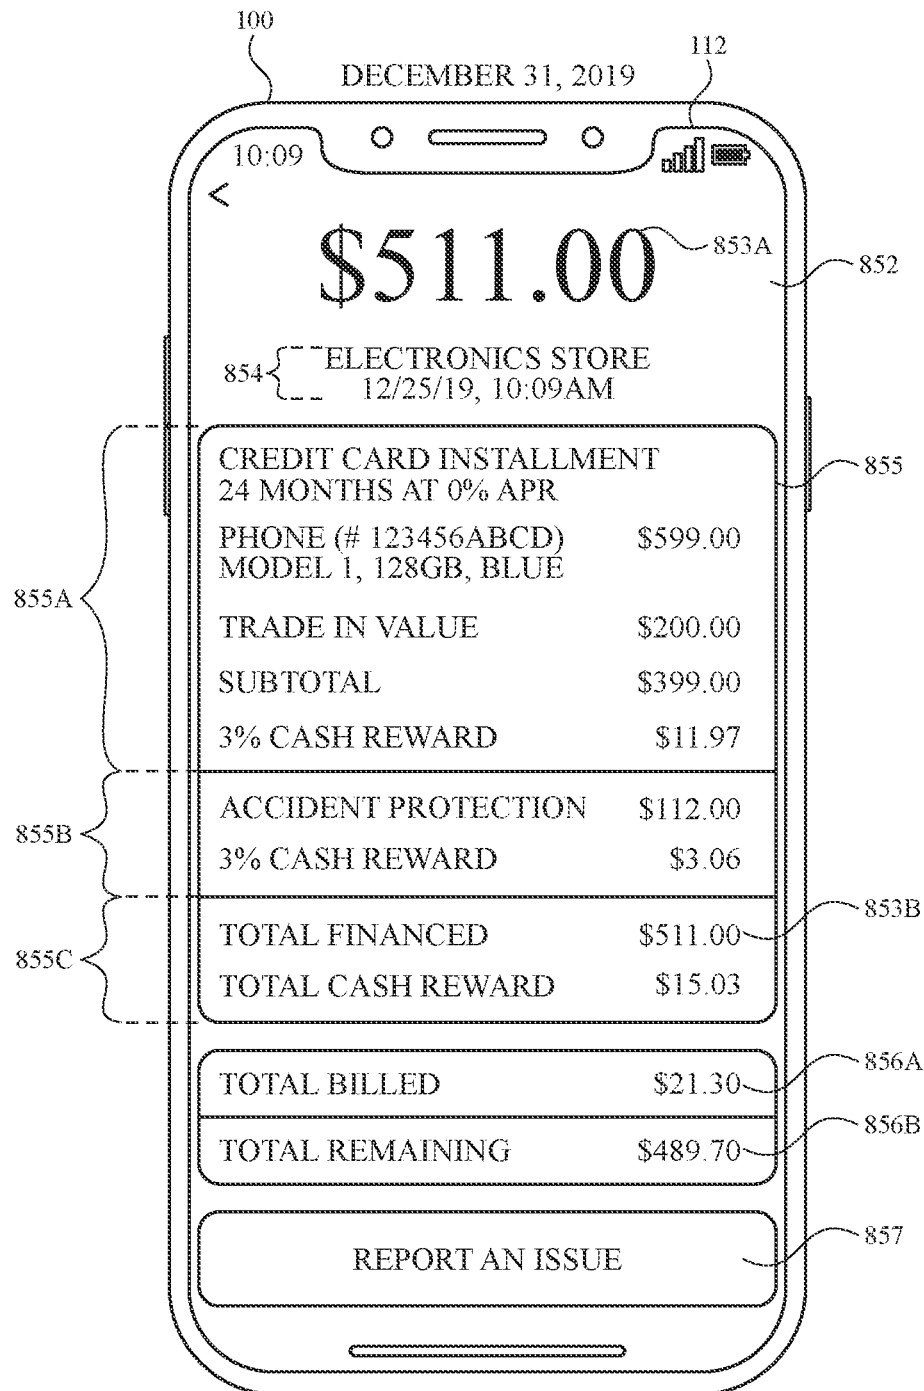 100
112
DECEMBER 31, 2019
10:09
<
$511.00
853A
852
854
ELECTRONICS STORE
12/25/19, 10:09AM
CREDIT CARD INSTALLMENT
855
24 MONTHS AT 0% APR
PHONE (# 123456ABCD) $599.00
MODEL 1, 128GB, BLUE
855A
TRADE IN VALUE $200.00
SUBTOTAL $399.00
3% CASH REWARD $11.97
ACCIDENT PROTECTION $112.00
855B
3% CASH REWARD $3.06
853B
TOTAL FINANCED $511.00
855C
TOTAL CASH REWARD $15.03
856A
TOTAL BILLED $21.30
856B
TOTAL REMAINING $489.70
857
REPORT AN ISSUE